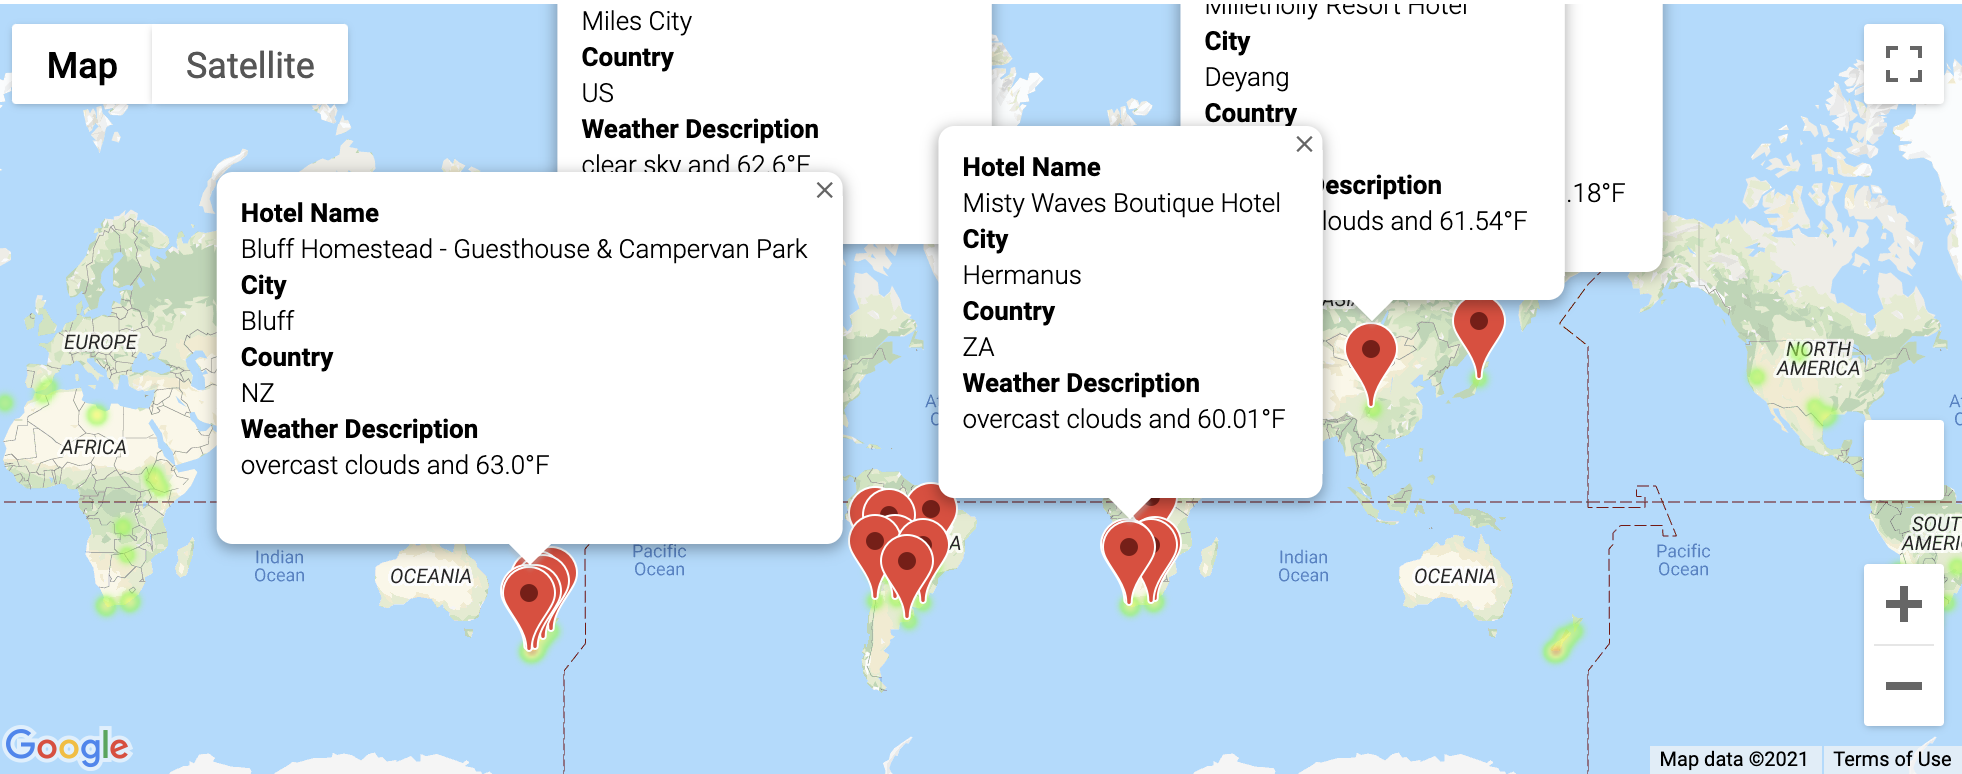 Map
Satellite
Miles City
Country
US
Weather Description
clear sky and 62.6°F
Hotel Name
Bluff Homestead - Guesthouse & Campervan Park
City
Bluff
Country
NZ
Weather Description
overcast clouds and 63.0°F
Hotel Name
Misty Waves Boutique Hotel
City
Hermanus
Country
ZA
Weather Description
overcast clouds and 60.01°F
Resort Hotel
City
Deyang
Country
escription
louds and 61.54°F
.18°F
EUROPE
AFRICA
Indian
Ocean
OCEANIA
Pacific
Ocean
Indian
Ocean
OCEANIA
Pacific
Ocean
NORTH
AMERICA
SOUT
AMERI
Google
Map data ©2021
Terms of Use